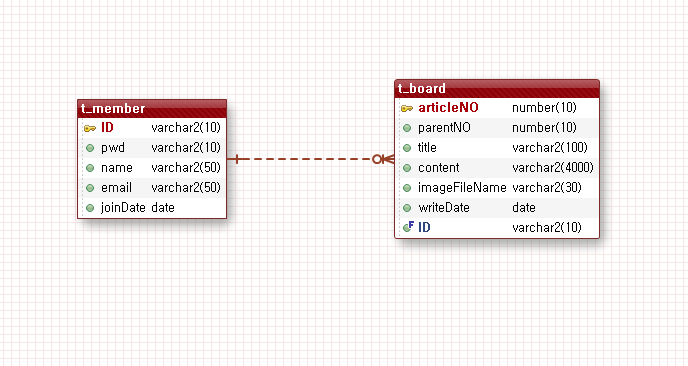 t_member
ID varchar2(10)
pwd varchar2(10)
name varchar2(50)
email varchar2(50)
joinDate date
t_board
articleNO number(10)
parentNO number(10)
title varchar2(100)
content varchar2(4000)
imageFileName varchar2(30)
writeDate date
F ID varchar2(10)